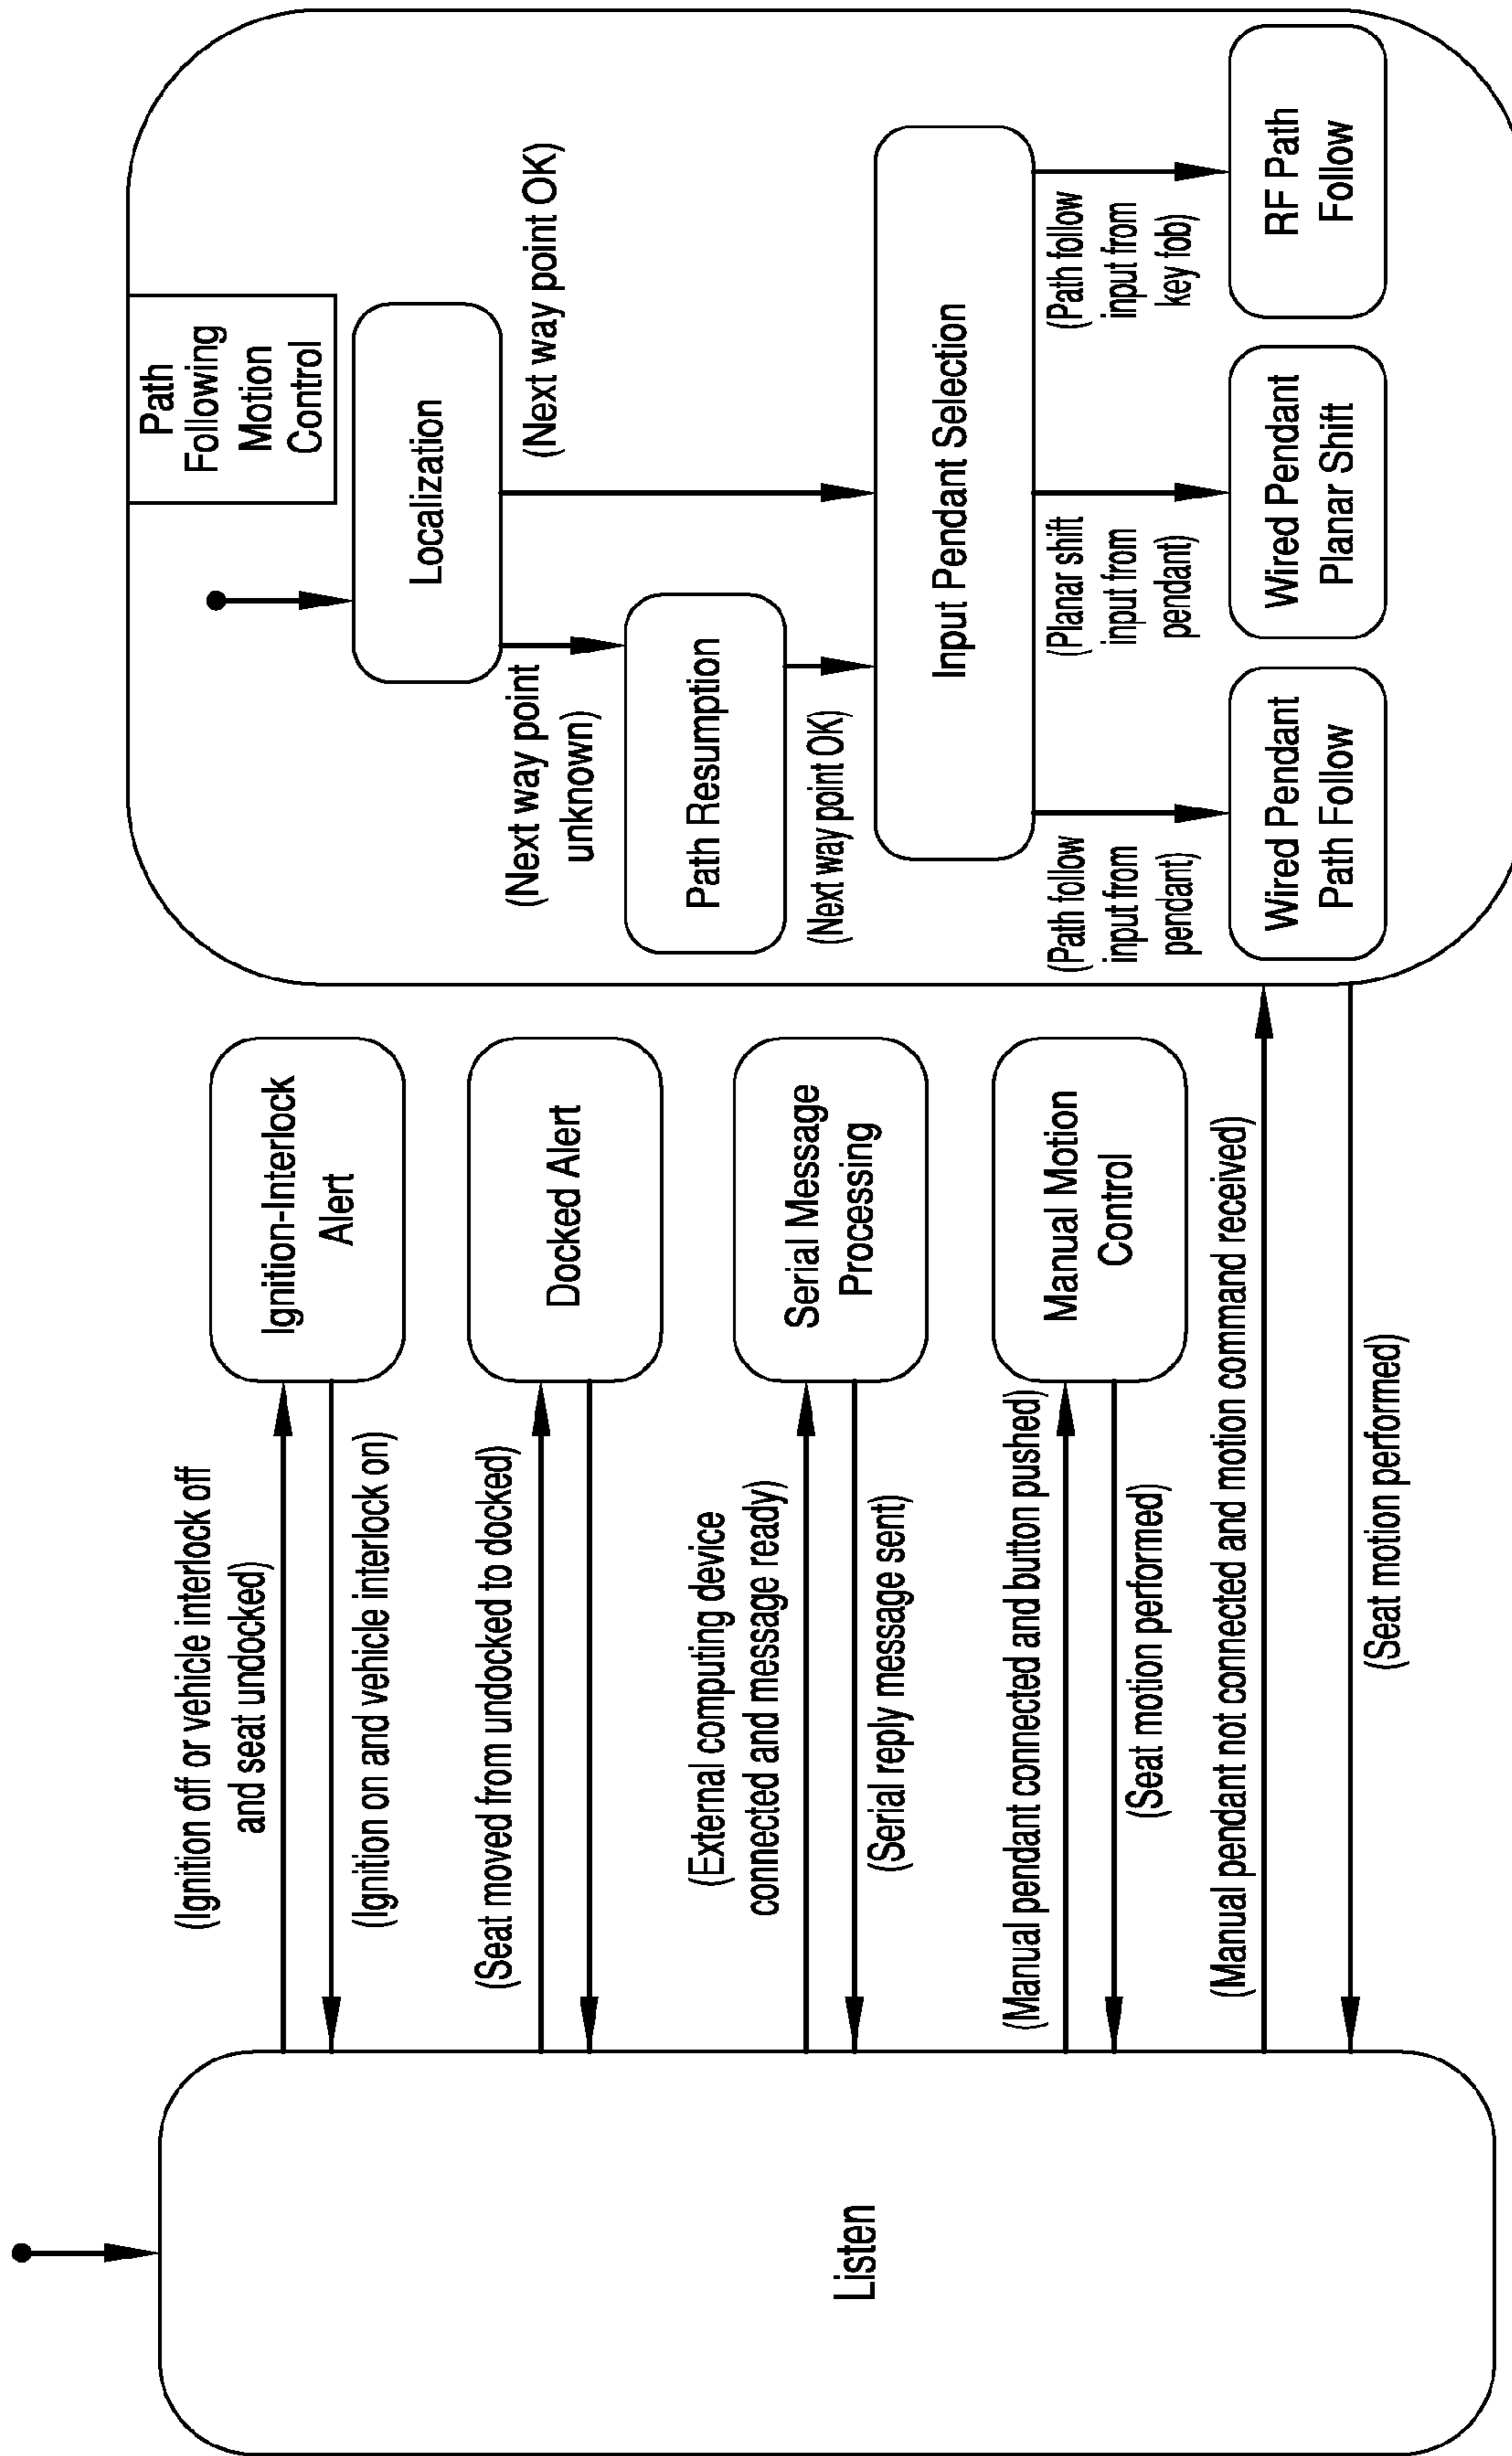 Listen
(Ignition off or vehicle interlock off
and seat undocked)
(Ignition on and vehicle interlock on)
(Seat moved from undocked to docked)
(External computing device
connected and message ready)
(Serial reply message sent)
(Manual pendant connected and button pushed)
(Seat motion performed)
(Manual pendant not connected and motion command received)
(Seat motion performed)
Ignition-Interlock
Alert
Docked Alert
Serial Message
Processing
Manual Motion
Control
Path
Following
Motion
Control
Localization
(Next way point
unknown)
(Next way point OK)
Path Resumption
(Next way point OK)
Input Pendant Selection
(Path follow
input from
pendant)
(Planar shift
input from
pendant)
(Path follow
input from
key fob)
Wired Pendant
Path Follow
Wired Pendant
Planar Shift
RF Path
Follow